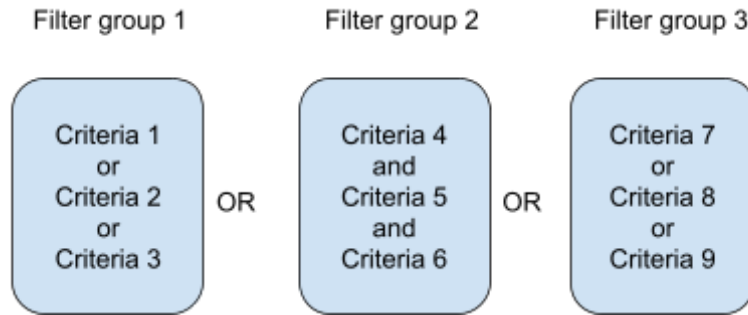 Filter group 1
Filter group 2
Filter group 3
Criteria 1
or
Criteria 2
or
Criteria 3
OR
Criteria 4
and
Criteria 5
and
Criteria 6
OR
Criteria 7
or
Criteria 8
or
Criteria 9